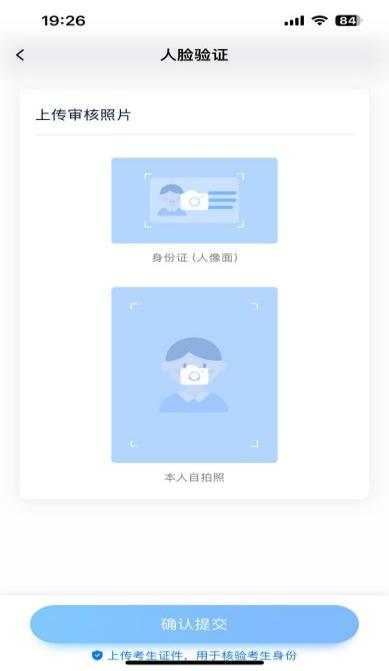 19:26
84
人脸验证
上传审核照片
身份证 (人像面)
本人自拍照
确认提交
上传考生证件，用于核验考生身份